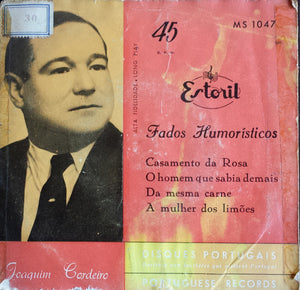 30
45
R. P. M.
MS 1047
ALTA FIDELIDADE • LONG PLAY
Estoril
Fados Humorísticos
Casamento da Rosa
O homem que sabia demais
Da mesma carne
A mulher dos limões
Joaquim Cordeiro
DISQUES PORTUGAIS
PORTUGUESE RECORDS